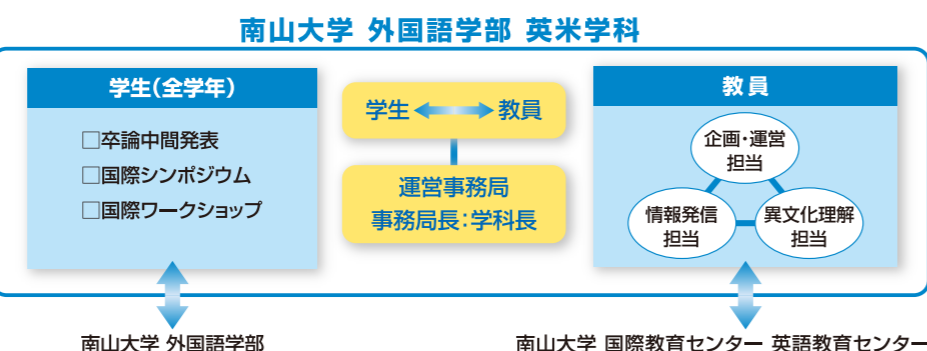 南山大学 外国語学部 英米学科
学生(全学年)
□卒論中間発表
□国際シンポジウム
□国際ワークショップ
学生 教員
運営事務局
事務局長:学科長
教員
企画・運営
担当
情報発信
担当
異文化理解
担当
南山大学 外国語学部
南山大学 国際教育センター 英語教育センター